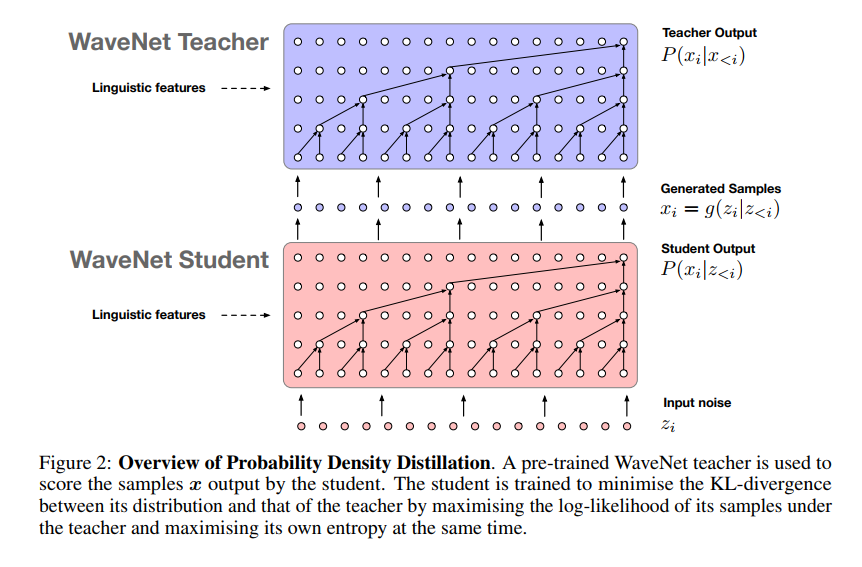 WaveNet Teacher
Linguistic features
Teacher Output
P(x_i|x_{<i})
Generated Samples
x_i = g(z_i|z_{<i})
WaveNet Student
Linguistic features
Student Output
P(x_i|z_{<i})
Input noise
z_i
Figure 2: Overview of Probability Density Distillation. A pre-trained WaveNet teacher is used to
score the samples x output by the student. The student is trained to minimise the KL-divergence
between its distribution and that of the teacher by maximising the log-likelihood of its samples under
the teacher and maximising its own entropy at the same time.